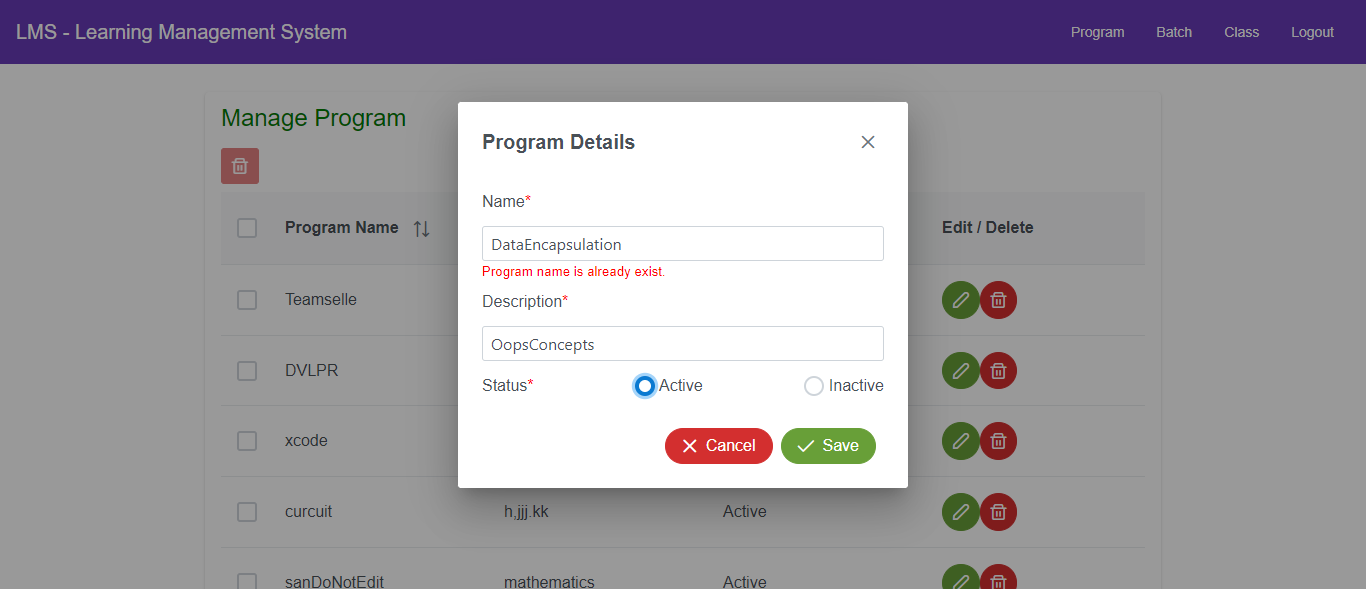 LMS - Learning Management System
Program Batch Class Logout
Manage Program
Program Details
Name*
DataEncapsulation
Program name is already exist.
Description*
OopsConcepts
Status* Active Inactive
Cancel Save
Program Name Edit / Delete
Teamselle
DVLPR
xcode
curcuit h,jjj.kk Active
sanDoNotEdit mathematics Active